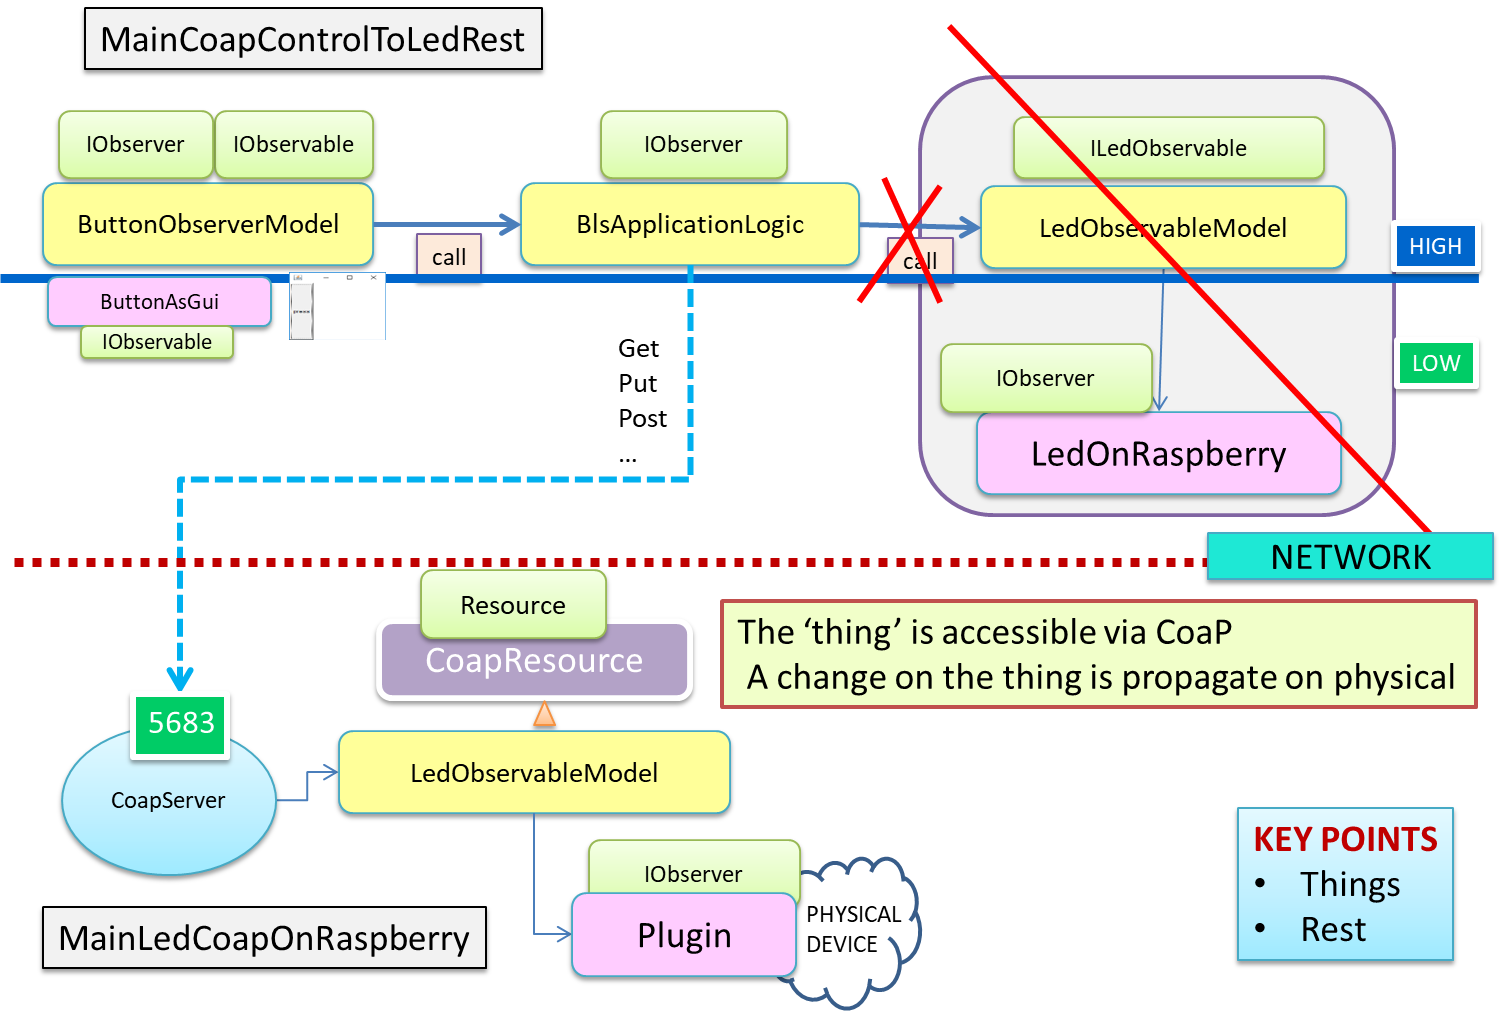 MainCoapControlToLedRest
IObserver
IObservable
IObserver
ILedObservable
ButtonObserverModel
BlsApplicationLogic
LedObservableModel
call
call
HIGH
ButtonAsGui
IObservable
Get
Put
Post
...
LOW
IObserver
LedOnRaspberry
NETWORK
Resource
CoapResource
The ‘thing’ is accessible via CoaP
A change on the thing is propagate on physical
5683
CoapServer
LedObservableModel
IObserver
Plugin
PHYSICAL
DEVICE
KEY POINTS
• Things
• Rest
MainLedCoapOnRaspberry